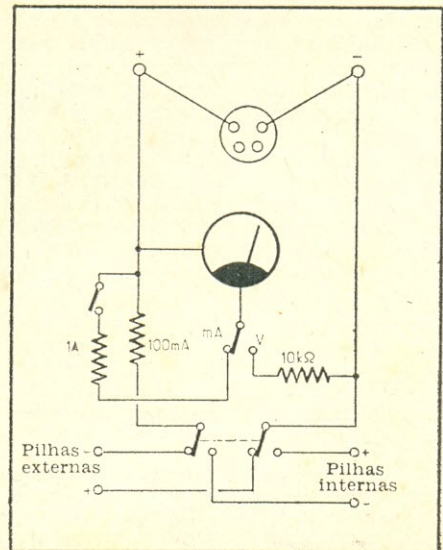 + −
mA
V
1A
100mA
10kΩ
Pilhas - +
externas
Pilhas
internas
+ -